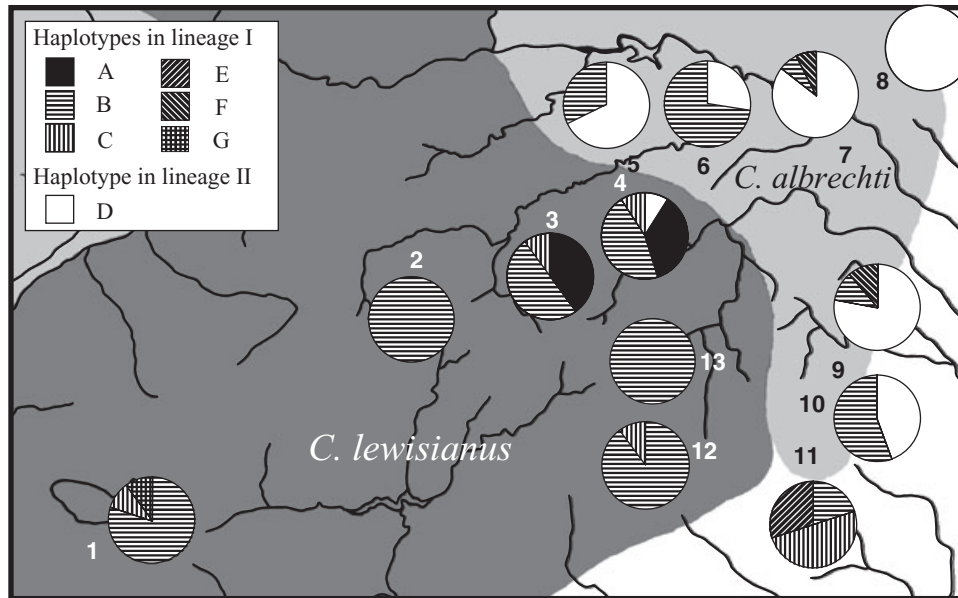 Haplotypes in lineage I
A E
B F
C G
Haplotype in lineage II
D
8
5
6
7
C. albrechti
4
3
2
13
9
10
C. lewisianus
12
11
1